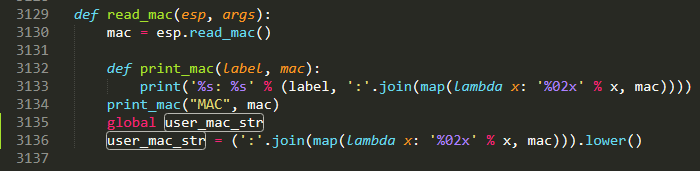 3129 def read_mac(esp, args):
3130     mac = esp.read_mac()
3131
3132     def print_mac(label, mac):
3133         print('%s: %s' % (label, ':'.join(map(lambda x: '%02x' % x, mac))))
3134     print_mac("MAC", mac)
3135     global user_mac_str
3136     user_mac_str = (':'.join(map(lambda x: '%02x' % x, mac))).lower()
3137